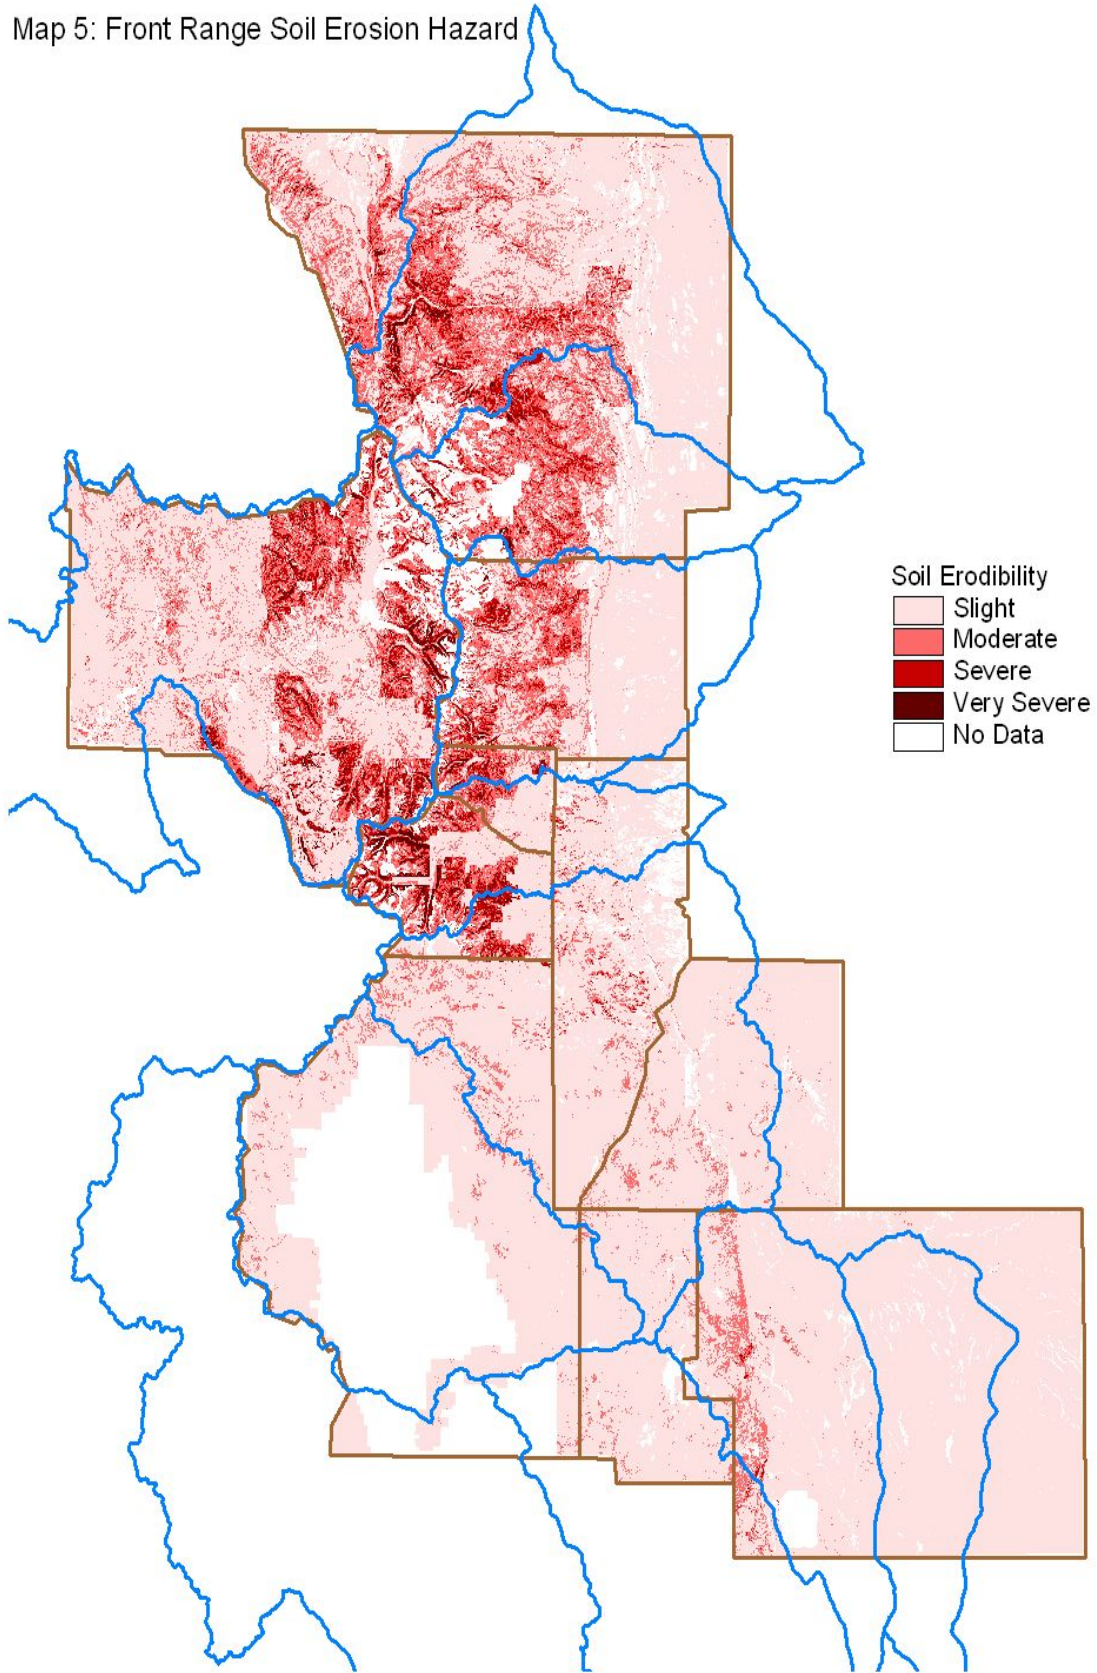 Map 5: Front Range Soil Erosion Hazard
Soil Erodibility
Slight
Moderate
Severe
Very Severe
No Data